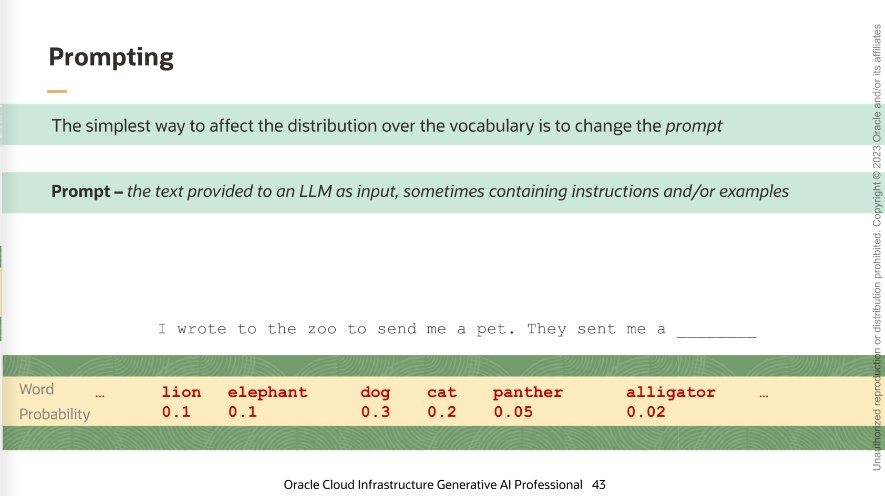 Prompting
The simplest way to affect the distribution over the vocabulary is to change the prompt
Prompt – the text provided to an LLM as input, sometimes containing instructions and/or examples
I wrote to the zoo to send me a pet. They sent me a ________
Word … lion elephant dog cat panther alligator …
Probability 0.1 0.1 0.3 0.2 0.05 0.02
Oracle Cloud Infrastructure Generative AI Professional 43
Unauthorized reproduction or distribution prohibited. Copyright © 2023 Oracle and/or its affiliates